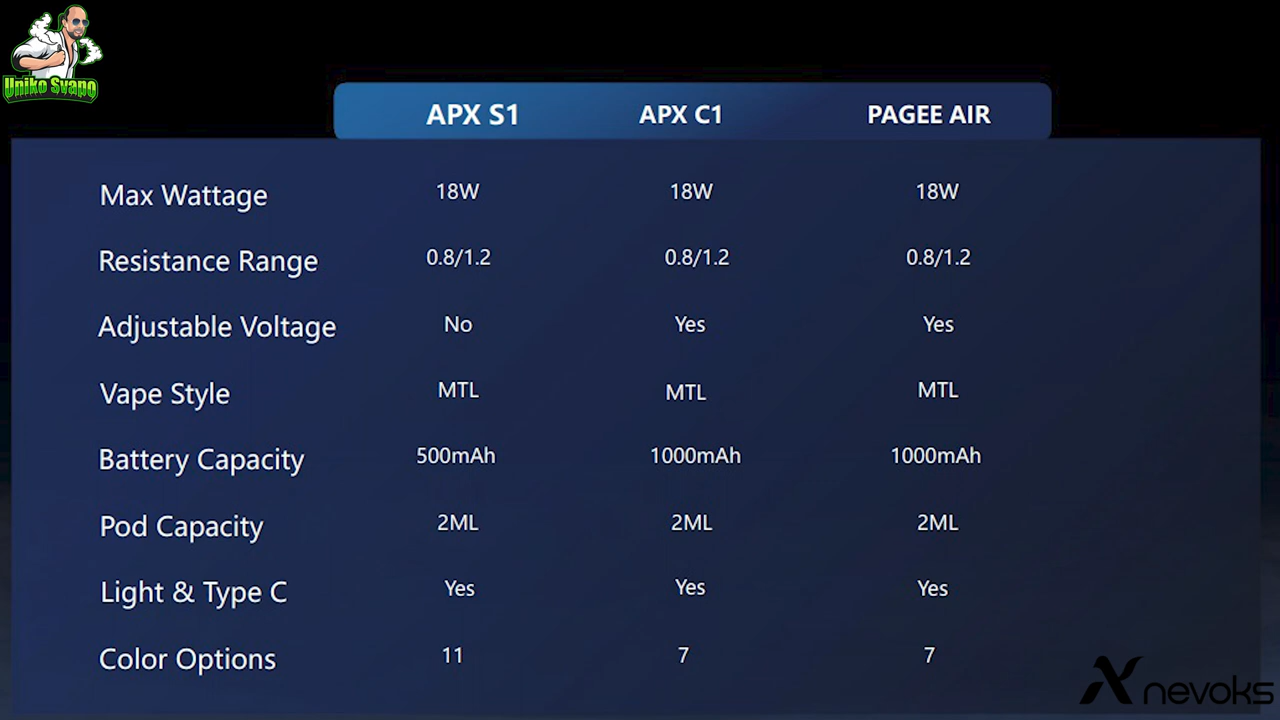 Uniko Svapo
APX S1 APX C1 PAGEE AIR
Max Wattage 18W 18W 18W
Resistance Range 0.8/1.2 0.8/1.2 0.8/1.2
Adjustable Voltage No Yes Yes
Vape Style MTL MTL MTL
Battery Capacity 500mAh 1000mAh 1000mAh
Pod Capacity 2ML 2ML 2ML
Light & Type C Yes Yes Yes
Color Options 11 7 7
nevoks